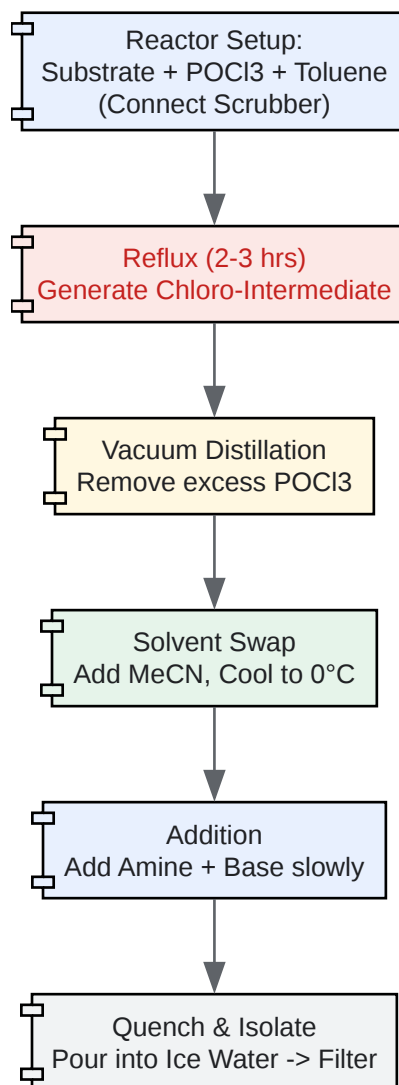 Reactor Setup:
Substrate + POCl3 + Toluene
(Connect Scrubber)
Reflux (2-3 hrs)
Generate Chloro-Intermediate
Vacuum Distillation
Remove excess POCl3
Solvent Swap
Add MeCN, Cool to 0°C
Addition
Add Amine + Base slowly
Quench & Isolate
Pour into Ice Water -> Filter